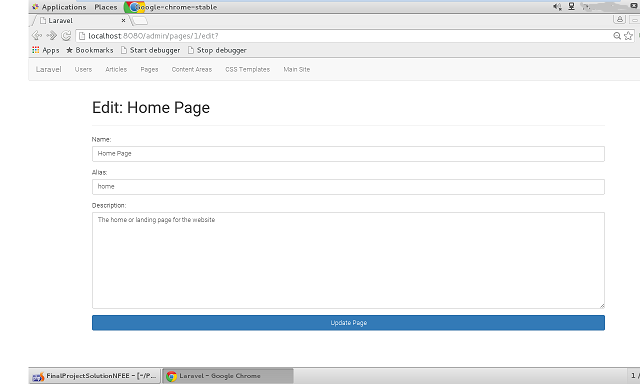 Applications Places google-chrome-stable
Laravel
localhost:8080/admin/pages/1/edit?
Apps Bookmarks Start debugger Stop debugger
Laravel Users Articles Pages Content Areas CSS Templates Main Site
Edit: Home Page
Name:
Home Page
Alias:
home
Description:
The home or landing page for the website
Update Page
FinalProjectSolutionNFEE – [~/P... Laravel – Google Chrome 1 /